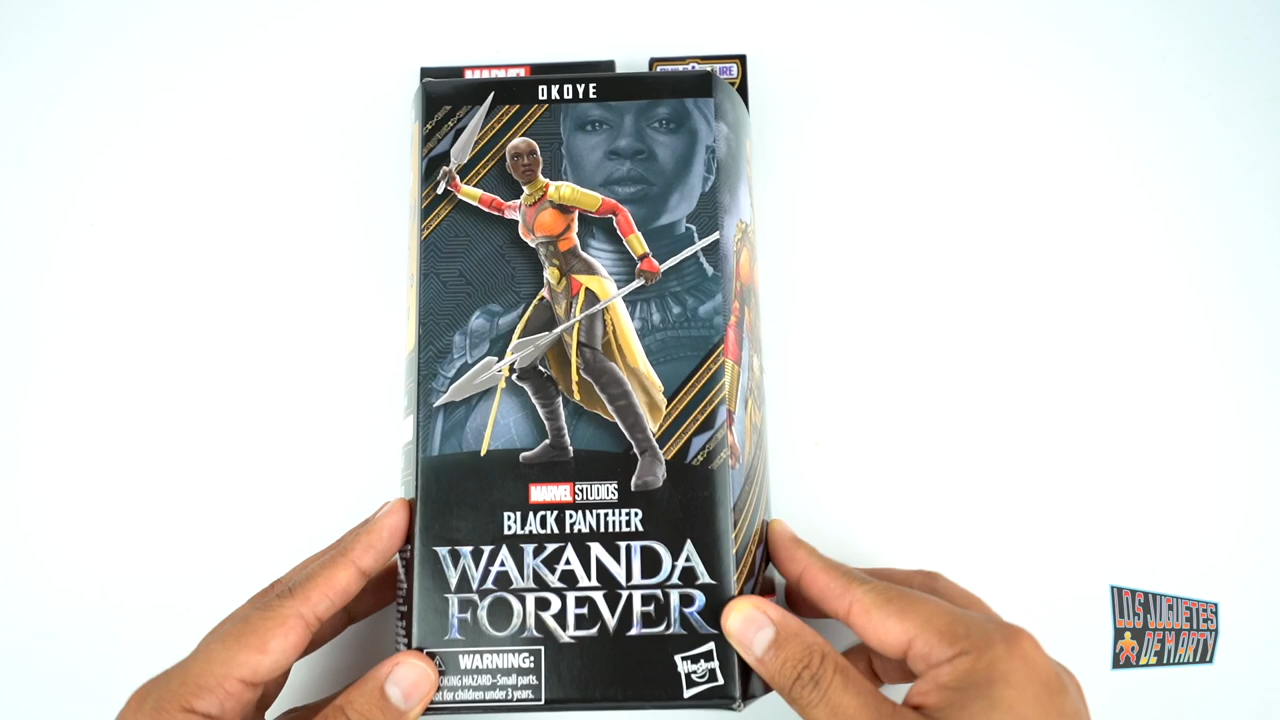 MARVEL
OKOYE
MARVEL STUDIOS
BLACK PANTHER
WAKANDA
FOREVER
WARNING:
HAZARD–Small parts.
for children under 3 years.
Hasbro
LOS JUGUETES
DE MARTY